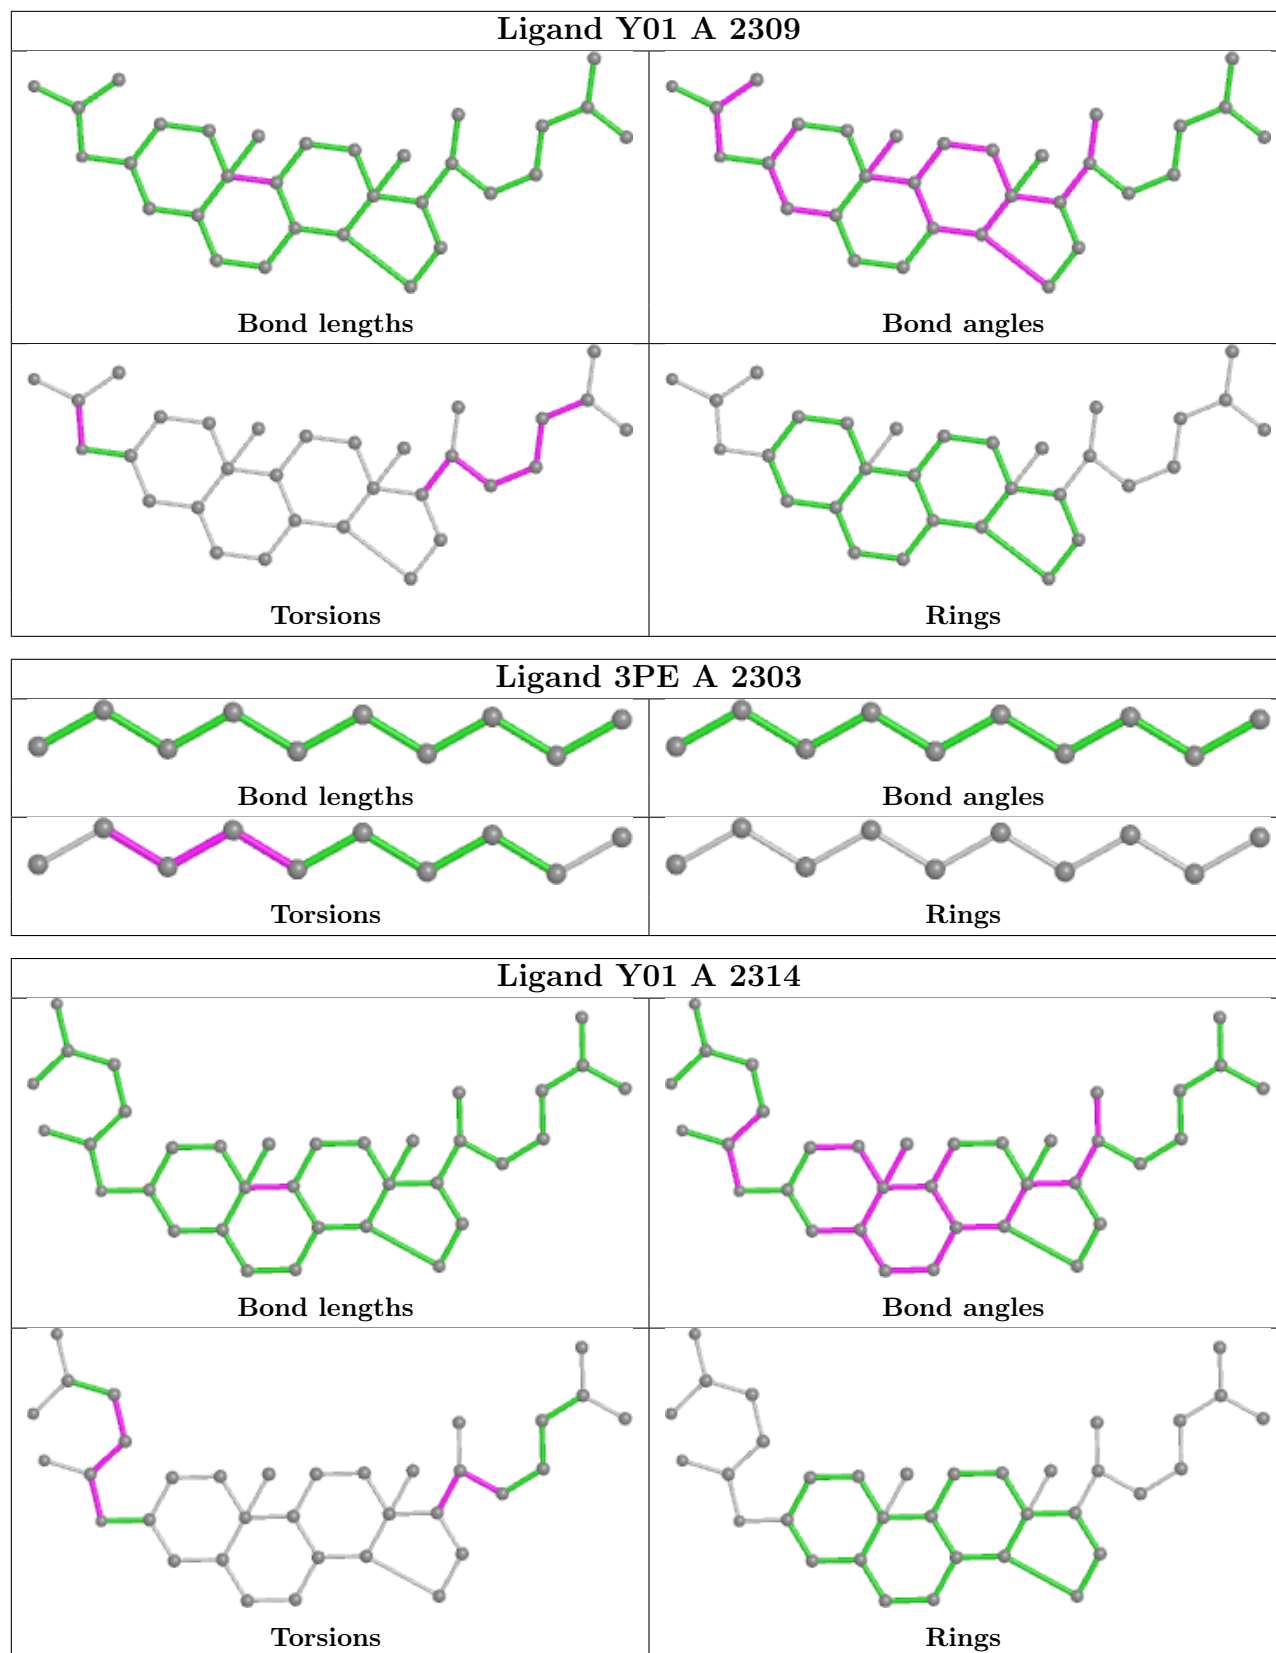 Ligand Y01 A 2309
Bond lengths
Bond angles
Torsions
Rings
Ligand 3PE A 2303
Bond lengths
Bond angles
Torsions
Rings
Ligand Y01 A 2314
Bond lengths
Bond angles
Torsions
Rings